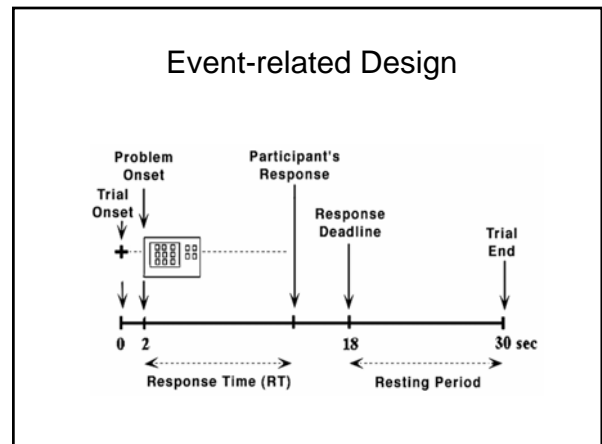 Event-related Design
Problem
Onset
Participant's
Response
Trial
Onset
Response
Deadline
Trial
End
+
0 2 18 30 sec
Response Time (RT) Resting Period